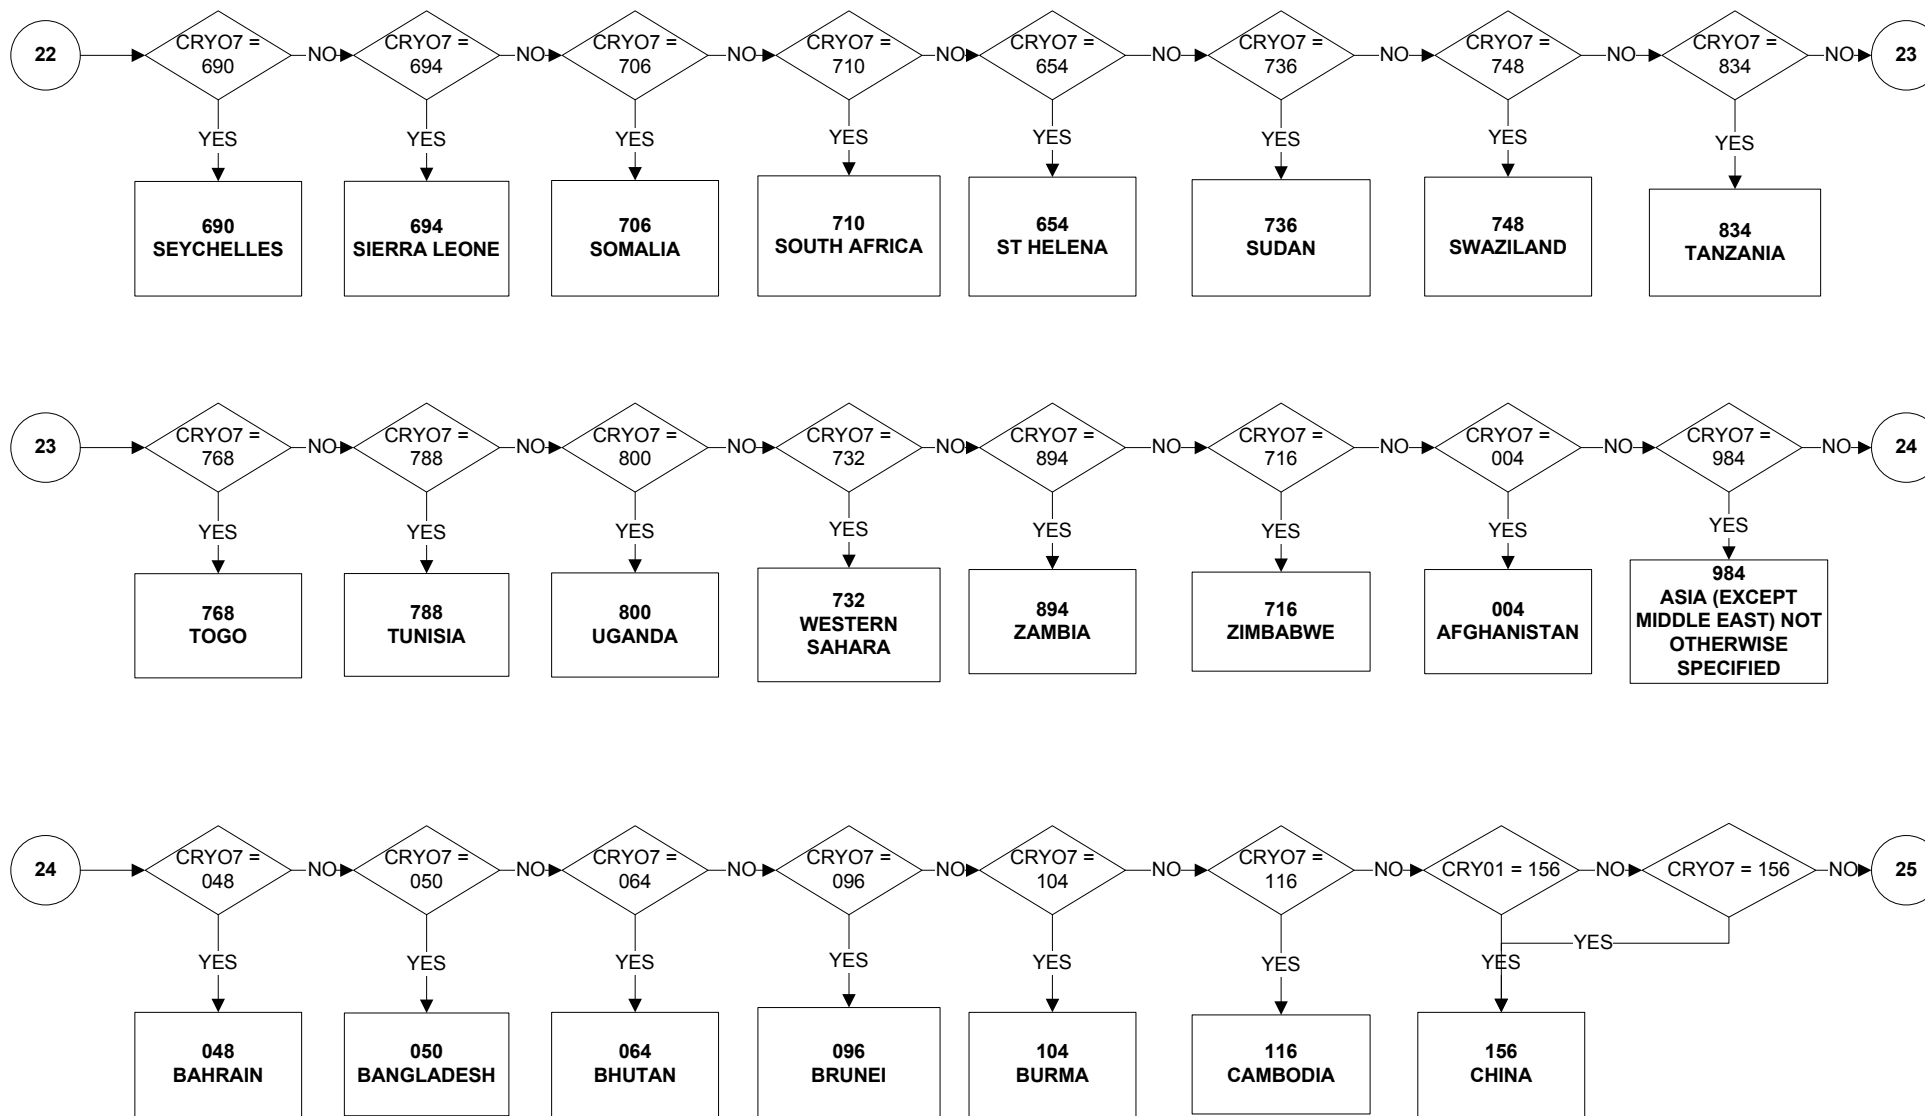 22
CRYO7 =
690
NO
CRYO7 =
694
NO
CRYO7 =
706
NO
CRYO7 =
710
NO
CRYO7 =
654
NO
CRYO7 =
736
NO
CRYO7 =
748
NO
CRYO7 =
834
NO
23
YES
YES
YES
YES
YES
YES
YES
YES
690
SEYCHELLES
694
SIERRA LEONE
706
SOMALIA
710
SOUTH AFRICA
654
ST HELENA
736
SUDAN
748
SWAZILAND
834
TANZANIA
23
CRYO7 =
768
NO
CRYO7 =
788
NO
CRYO7 =
800
NO
CRYO7 =
732
NO
CRYO7 =
894
NO
CRYO7 =
716
NO
CRYO7 =
004
NO
CRYO7 =
984
NO
24
YES
YES
YES
YES
YES
YES
YES
YES
768
TOGO
788
TUNISIA
800
UGANDA
732
WESTERN
SAHARA
894
ZAMBIA
716
ZIMBABWE
004
AFGHANISTAN
984
ASIA (EXCEPT
MIDDLE EAST) NOT
OTHERWISE
SPECIFIED
24
CRYO7 =
048
NO
CRYO7 =
050
NO
CRYO7 =
064
NO
CRYO7 =
096
NO
CRYO7 =
104
NO
CRYO7 =
116
NO
CRY01 = 156
NO
CRYO7 = 156
NO
25
YES
YES
YES
YES
YES
YES
YES
YES
048
BAHRAIN
050
BANGLADESH
064
BHUTAN
096
BRUNEI
104
BURMA
116
CAMBODIA
156
CHINA